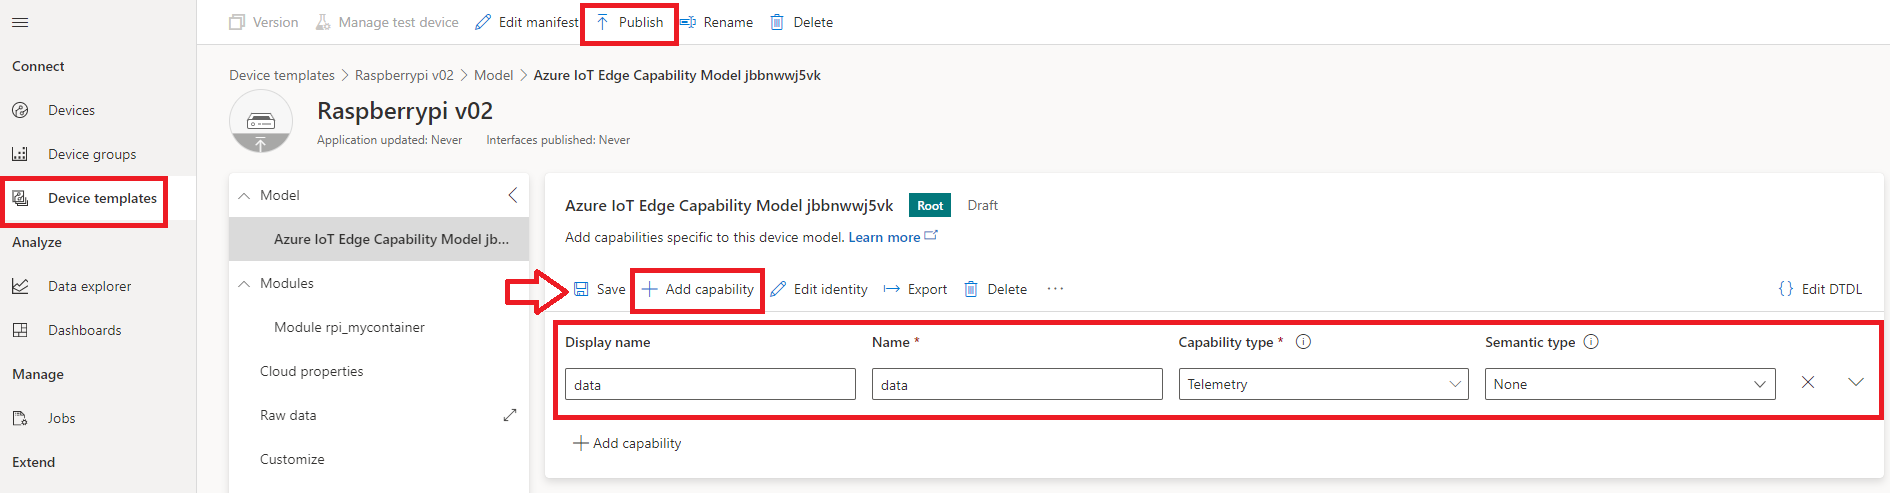 Version Manage test device Edit manifest Publish Rename Delete
Connect
Devices
Device groups
Device templates
Analyze
Data explorer
Dashboards
Manage
Jobs
Extend
Device templates > Raspberrypi v02 > Model > Azure IoT Edge Capability Model jbbnwwj5vk
Raspberrypi v02
Application updated: Never Interfaces published: Never
Model
Azure IoT Edge Capability Model jb...
Modules
Module rpi_mycontainer
Cloud properties
Raw data
Customize
Azure IoT Edge Capability Model jbbnwwj5vk Root Draft
Add capabilities specific to this device model. Learn more
Save Add capability Edit identity Export Delete ... {} Edit DTDL
Display name Name * Capability type * Semantic type
data data Telemetry None
Add capability